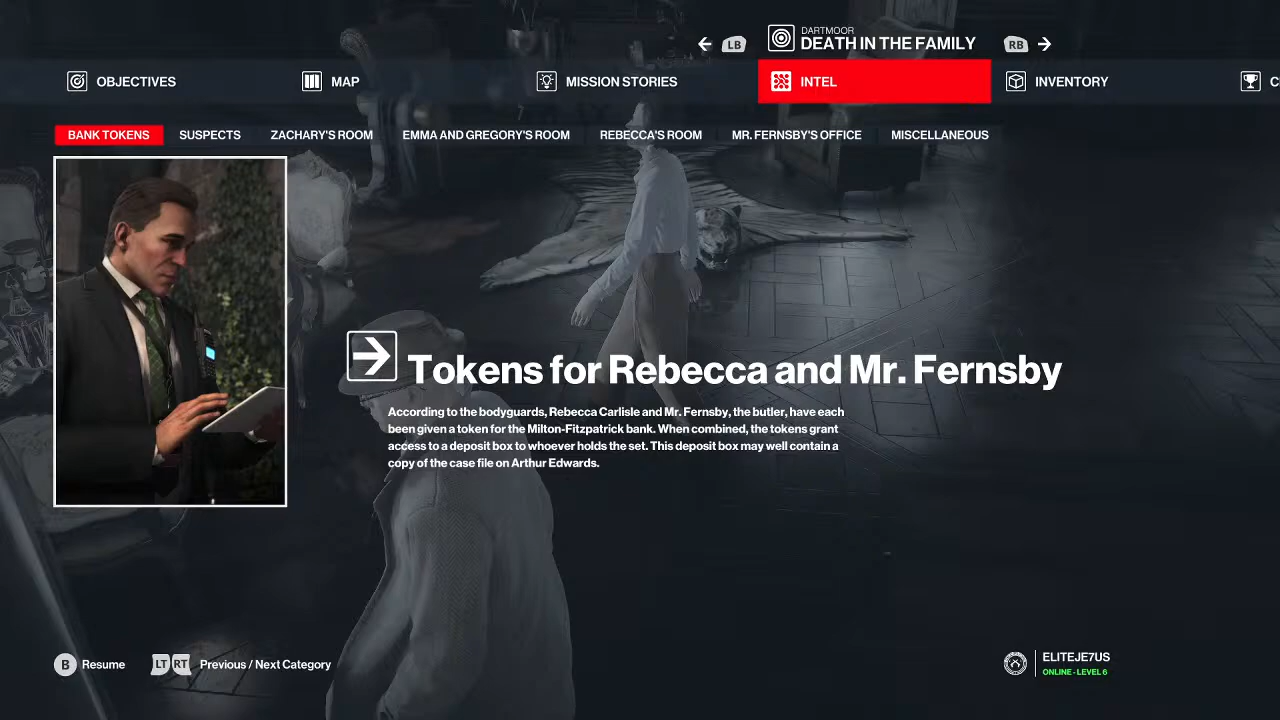 DARTMOOR
LB DEATH IN THE FAMILY RB
OBJECTIVES MAP MISSION STORIES INTEL INVENTORY C
BANK TOKENS SUSPECTS ZACHARY'S ROOM EMMA AND GREGORY'S ROOM REBECCA'S ROOM MR. FERNSBY'S OFFICE MISCELLANEOUS
Tokens for Rebecca and Mr. Fernsby
According to the bodyguards, Rebecca Carlisle and Mr. Fernsby, the butler, have each
been given a token for the Milton-Fitzpatrick bank. When combined, the tokens grant
access to a deposit box to whoever holds the set. This deposit box may well contain a
copy of the case file on Arthur Edwards.
B Resume LT RT Previous / Next Category
ELITEJE7US
ONLINE - LEVEL 6